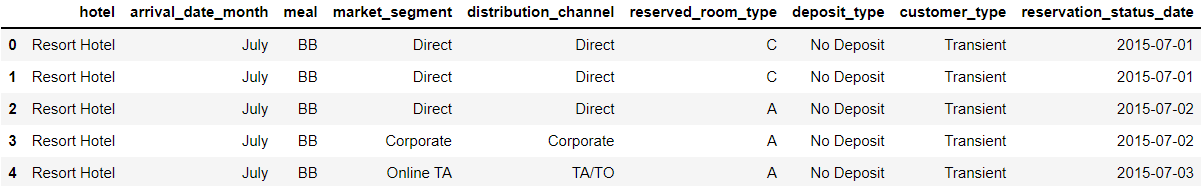 hotel arrival_date_month meal market_segment distribution_channel reserved_room_type deposit_type customer_type reservation_status_date
0 Resort Hotel July BB Direct Direct C No Deposit Transient 2015-07-01
1 Resort Hotel July BB Direct Direct C No Deposit Transient 2015-07-01
2 Resort Hotel July BB Direct Direct A No Deposit Transient 2015-07-02
3 Resort Hotel July BB Corporate Corporate A No Deposit Transient 2015-07-02
4 Resort Hotel July BB Online TA TA/TO A No Deposit Transient 2015-07-03